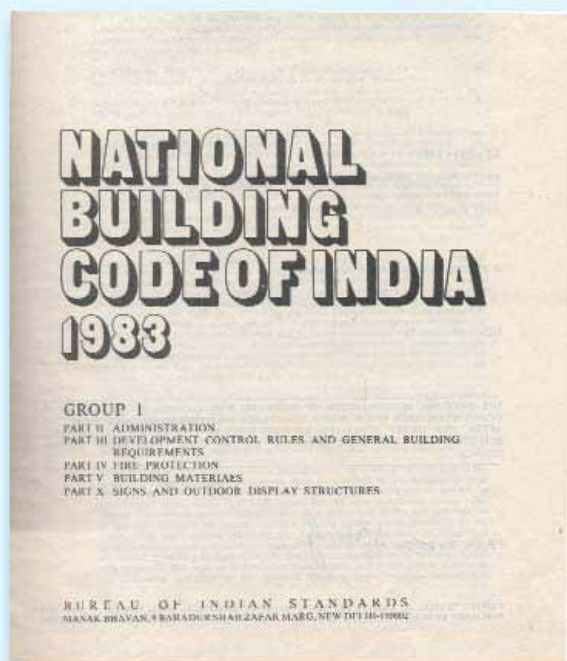 NATIONAL
BUILDING
CODE OF INDIA
1983
GROUP 1
PART II ADMINISTRATION
PART III DEVELOPMENT CONTROL RULES AND GENERAL BUILDING
REQUIREMENTS
PART IV FIRE PROTECTION
PART V BUILDING MATERIALS
PART X SIGNS AND OUTDOOR DISPLAY STRUCTURES
BUREAU OF INDIAN STANDARDS
MANAK BHAVAN, 9 BAHADUR SHAH ZAFAR MARG, NEW DELHI-110002